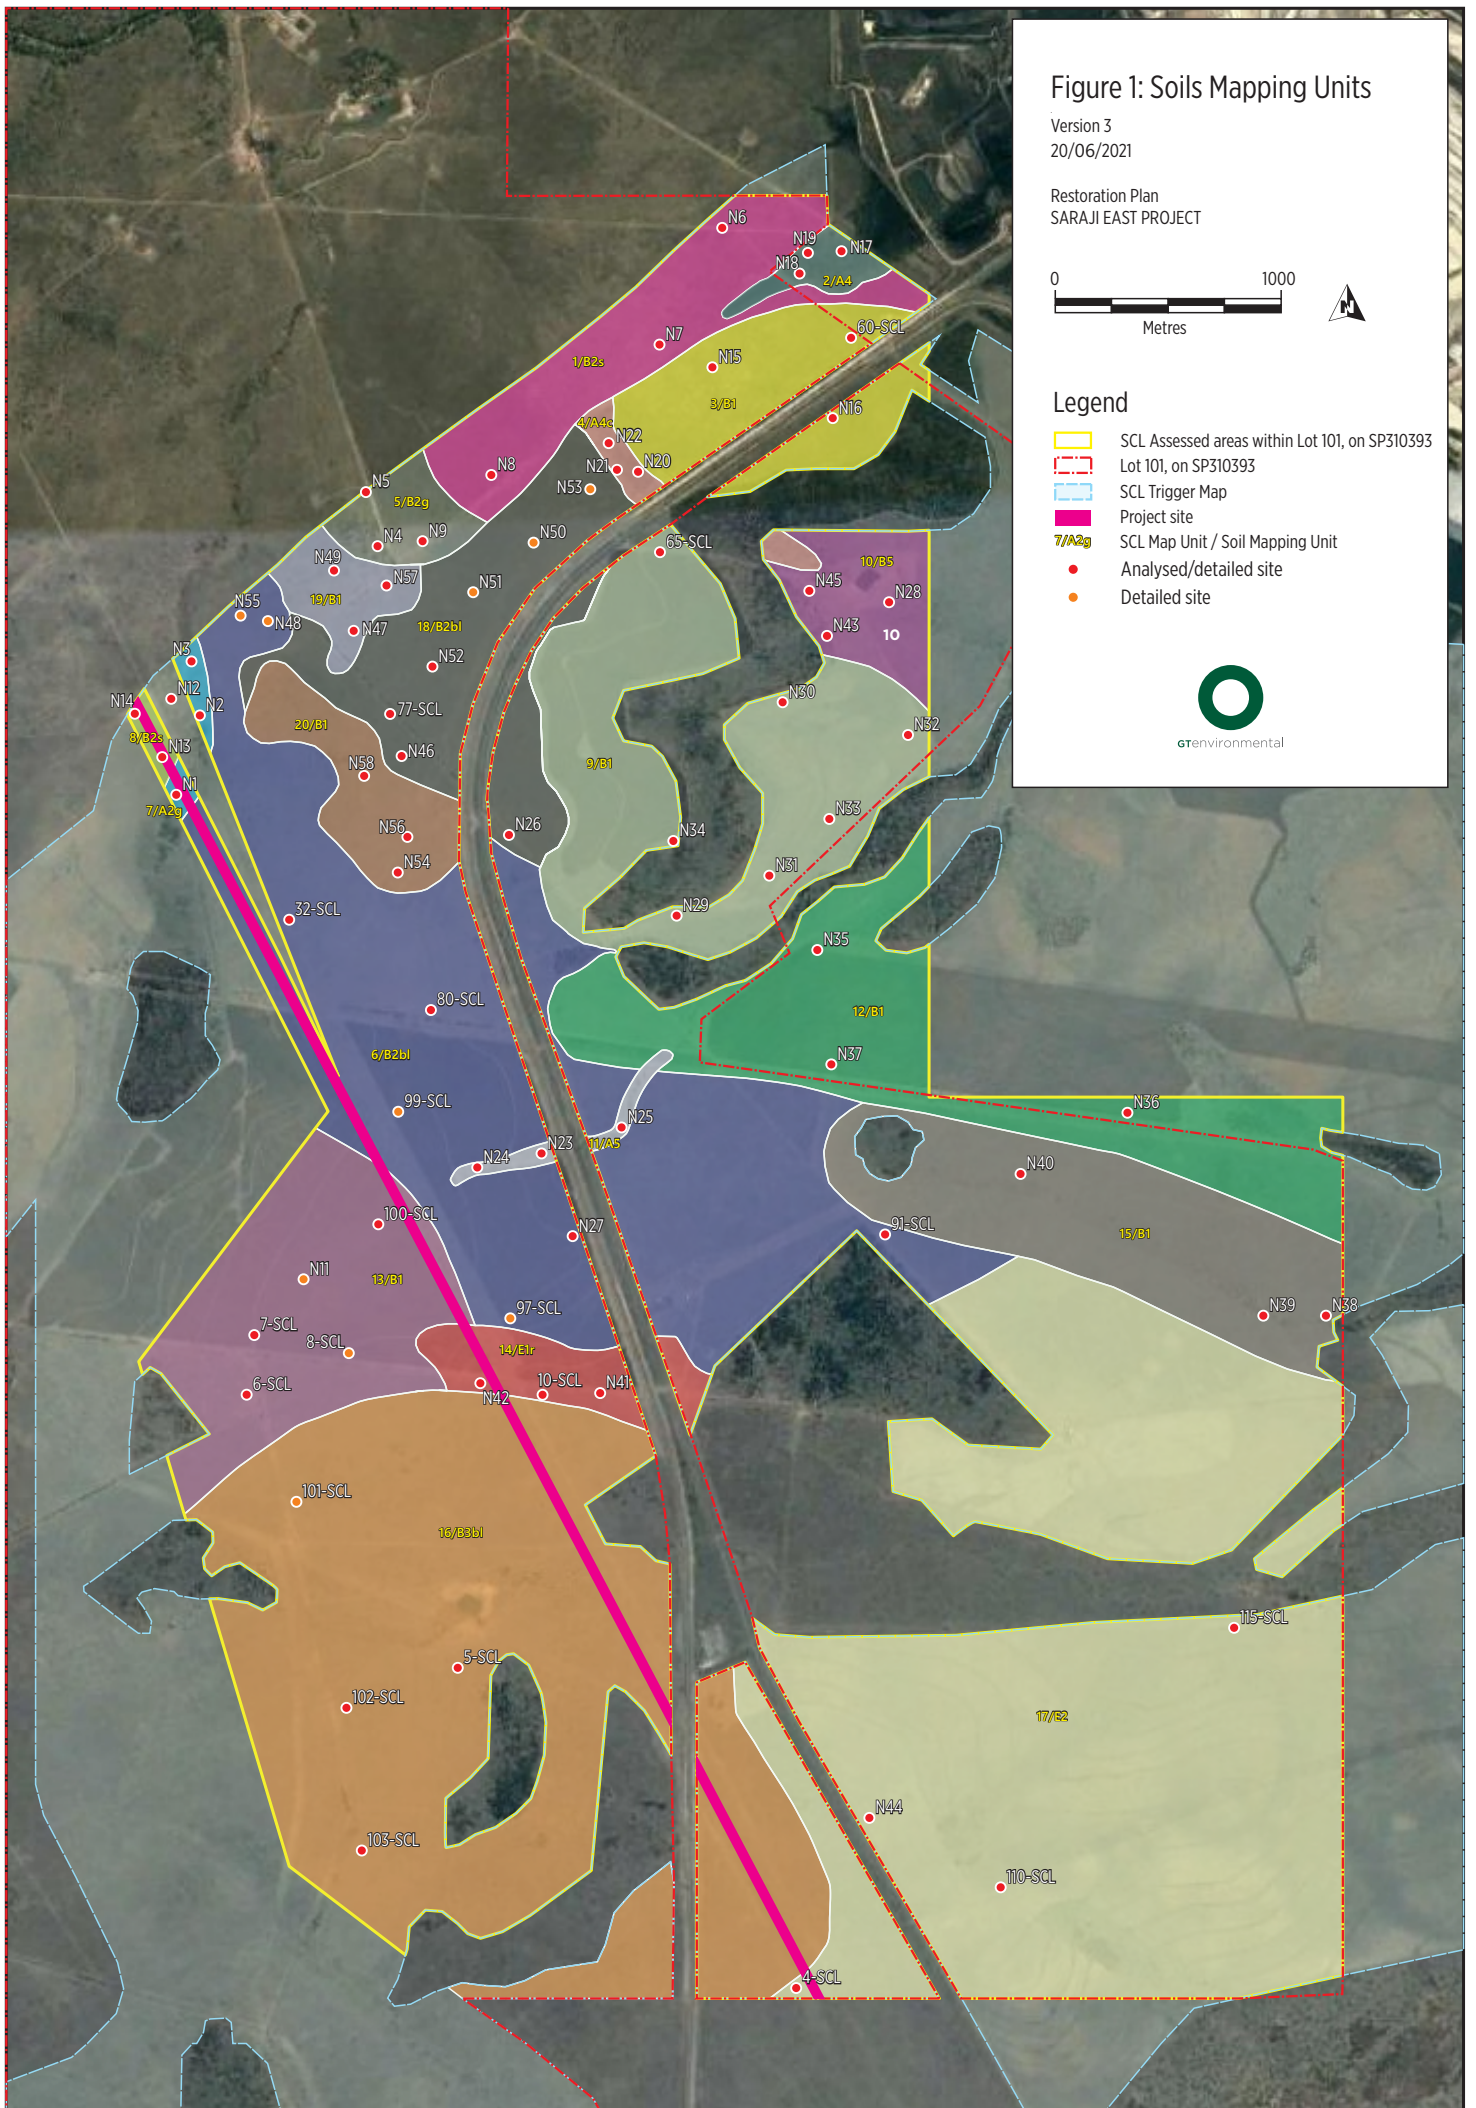 Figure 1: Soils Mapping Units
Version 3
20/06/2021
Restoration Plan
SARAJI EAST PROJECT
0 1000
Metres
N
Legend
SCL Assessed areas within Lot 101, on SP310393
Lot 101, on SP310393
SCL Trigger Map
Project site
7/A2g SCL Map Unit / Soil Mapping Unit
Analysed/detailed site
Detailed site
GTenvironmental
N6
N19
N17
N18
2/A4
60-SCL
N7
N15
1/B2s
3/B1
N16
4/A4c
N22
N21
N20
N8
N53
N5
5/B2g
N50
N4
N9
65-SCL
N49
N57
N51
19/B1
10/B5
N45
N28
N55
N48
N47
18/B2bl
N43
10
N3
N52
N12
N2
N14
77-SCL
N30
8/B2s
20/B1
N32
N13
N46
9/B1
N58
N1
7/A2g
N56
N26
N33
N34
N54
N31
32-SCL
N29
N35
80-SCL
12/B1
6/B2bl
N37
99-SCL
N36
N25
11/A5
N23
N24
N40
100-SCL
N27
91-SCL
15/B1
N11
13/B1
97-SCL
N39
N38
7-SCL
8-SCL
14/E1r
6-SCL
N42
10-SCL
N41
101-SCL
16/B3bl
115-SCL
5-SCL
102-SCL
17/E2
N44
103-SCL
110-SCL
4-SCL